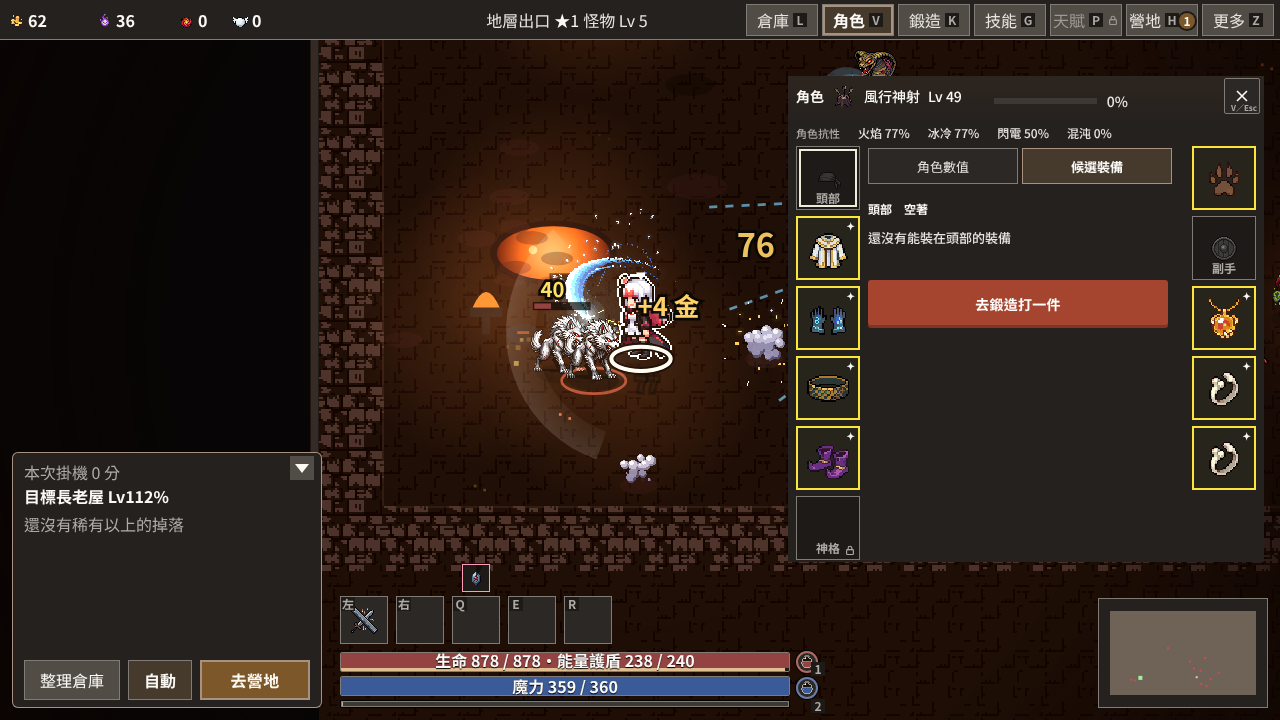 62 36 0 0
地層出口 ★1 怪物 Lv 5
倉庫 L 角色 V 鍛造 K 技能 G 天賦 P 營地 H 1 更多 Z
角色 風行神射 Lv 49 0%
V／Esc
角色抗性 火焰 77% 冰冷 77% 閃電 50% 混沌 0%
頭部
角色數值 候選裝備
頭部 空著
還沒有能裝在頭部的裝備
副手
去鍛造打一件
神格
76
40
+4 金
本次掛機 0 分
目標長老屋 Lv112%
還沒有稀有以上的掉落
整理倉庫 自動 去營地
左 右 Q E R
生命 878 / 878・能量護盾 238 / 240
1
魔力 359 / 360
2